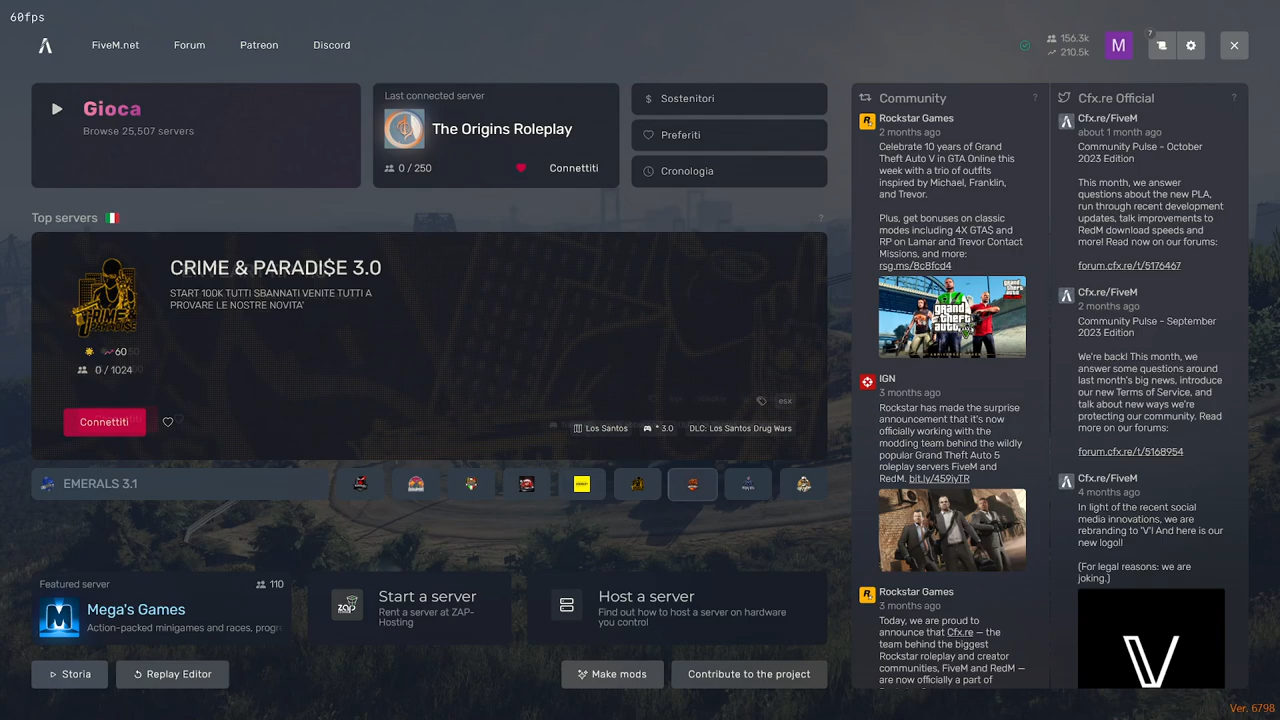 60fps
FiveM.net
Forum
Patreon
Discord
156.3k
210.5k
M
7
Gioca
Browse 25,507 servers
Last connected server
The Origins Roleplay
0 / 250
Connettiti
$ Sostenitori
Preferiti
Cronologia
Top servers
?
CRIME & PARADI$E 3.0
START 100K TUTTI SBANNATI VENITE TUTTI A
PROVARE LE NOSTRE NOVITA'
60
0 / 1024
Connettiti
esx
Los Santos
* 3.0
DLC: Los Santos Drug Wars
EMERALS 3.1
Featured server
110
Mega's Games
Action-packed minigames and races, progr
Start a server
Rent a server at ZAP-
Hosting
Host a server
Find out how to host a server on hardware
you control
Storia
Replay Editor
Make mods
Contribute to the project
Community
?
Rockstar Games
2 months ago
Celebrate 10 years of Grand
Theft Auto V in GTA Online this
week with a trio of outfits
inspired by Michael, Franklin,
and Trevor.
Plus, get bonuses on classic
modes including 4X GTA$ and
RP on Lamar and Trevor Contact
Missions, and more:
rsg.ms/8c8fcd4
grand
theft
auto
IGN
3 months ago
Rockstar has made the surprise
announcement that it's now
officially working with the
modding team behind the wildly
popular Grand Theft Auto 5
roleplay servers FiveM and
RedM. bit.ly/459jyTR
Rockstar Games
3 months ago
Today, we are proud to
announce that Cfx.re — the
team behind the biggest
Rockstar roleplay and creator
communities, FiveM and RedM —
are now officially a part of
Cfx.re Official
?
Cfx.re/FiveM
about 1 month ago
Community Pulse - October
2023 Edition
This month, we answer
questions about the new PLA,
run through recent development
updates, talk improvements to
RedM download speeds and
more! Read now on our forums:
forum.cfx.re/t/5176467
Cfx.re/FiveM
2 months ago
Community Pulse - September
2023 Edition
We're back! This month, we
answer some questions around
last month's big news, introduce
our new Terms of Service, and
talk about new ways we're
protecting our community. Read
more on our forums:
forum.cfx.re/t/5168954
Cfx.re/FiveM
4 months ago
In light of the recent social
media innovations, we are
rebranding to 'V'! And here is our
new logo!!
(For legal reasons: we are
joking.)
V
Ver. 6798